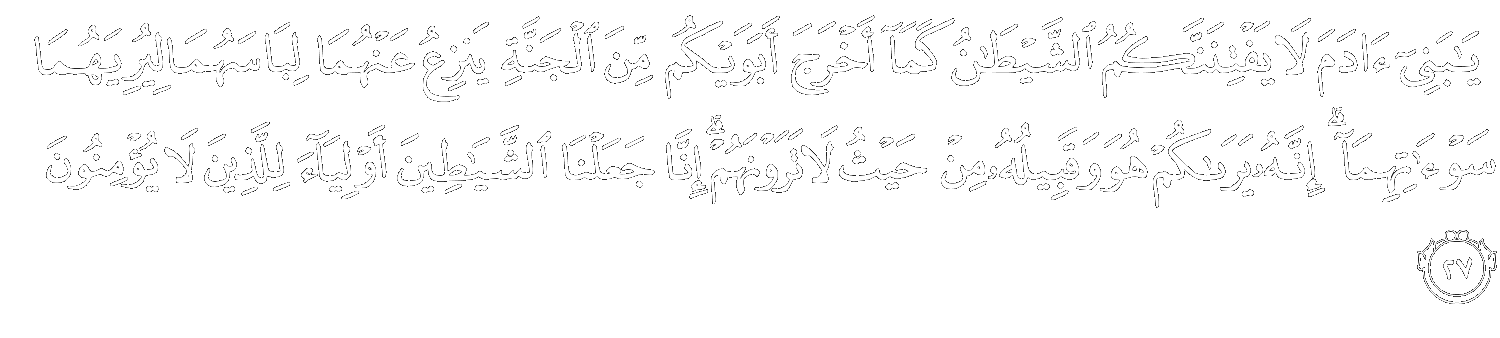 يَٰبَنِىٓ ءَادَمَ لَا يَفْتِنَنَّكُمُ ٱلشَّيْطَٰنُ كَمَآ أَخْرَجَ أَبَوَيْكُم مِّنَ ٱلْجَنَّةِ يَنزِعُ عَنْهُمَا لِبَاسَهُمَا لِيُرِيَهُمَا
سَوْءَٰتِهِمَآ ۗ إِنَّهُۥ يَرَىٰكُمْ هُوَ وَقَبِيلُهُۥ مِنْ حَيْثُ لَا تَرَوْنَهُمْ ۗ إِنَّا جَعَلْنَا ٱلشَّيَٰطِينَ أَوْلِيَآءَ لِلَّذِينَ لَا يُؤْمِنُونَ
٢٧